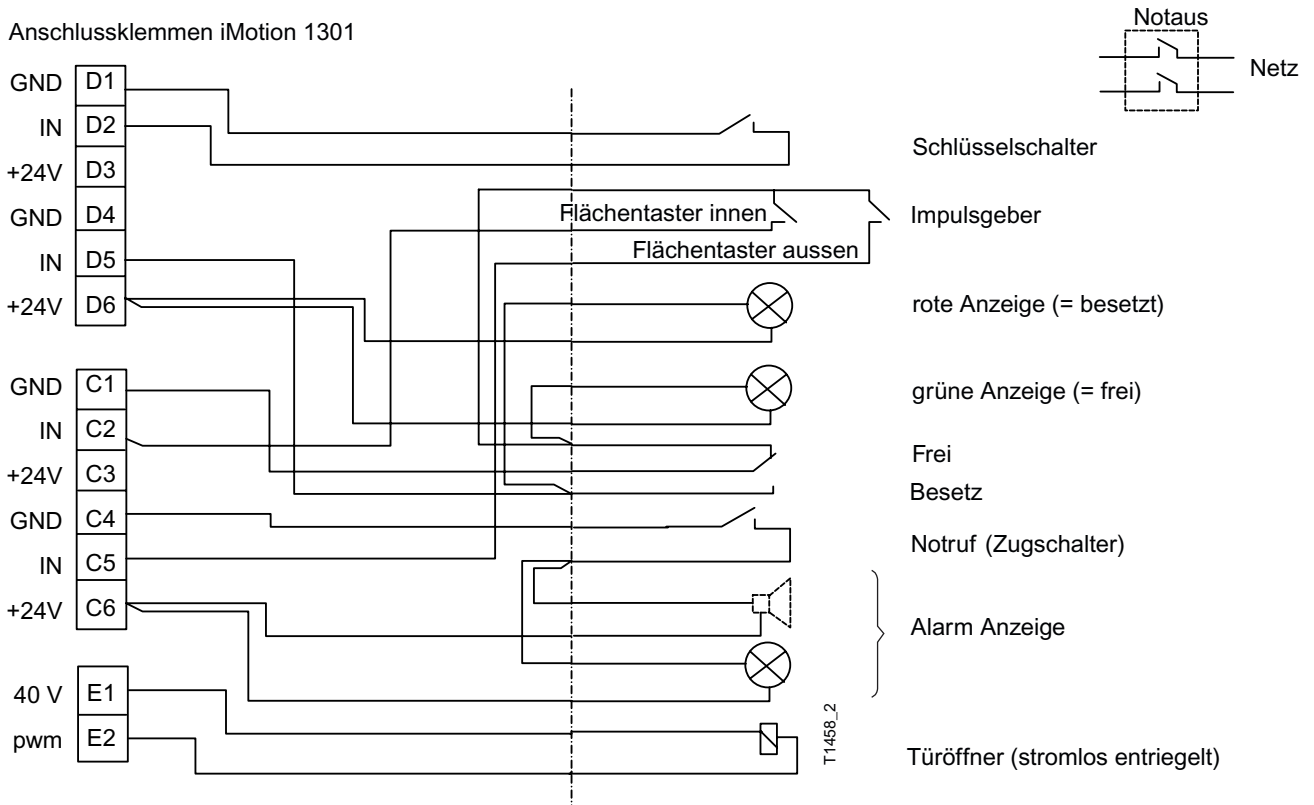 Notaus
Anschlussklemmen iMotion 1301
Netz
GND D1
IN D2
Schlüsselschalter
+24V D3
GND D4
Flächentaster innen
Impulsgeber
Flächentaster aussen
IN D5
+24V D6
rote Anzeige (= besetzt)
GND C1
grüne Anzeige (= frei)
IN C2
Frei
+24V C3
Besetz
GND C4
Notruf (Zugschalter)
IN C5
+24V C6
Alarm Anzeige
40 V E1
pwm E2
T1458_2
Türöffner (stromlos entriegelt)